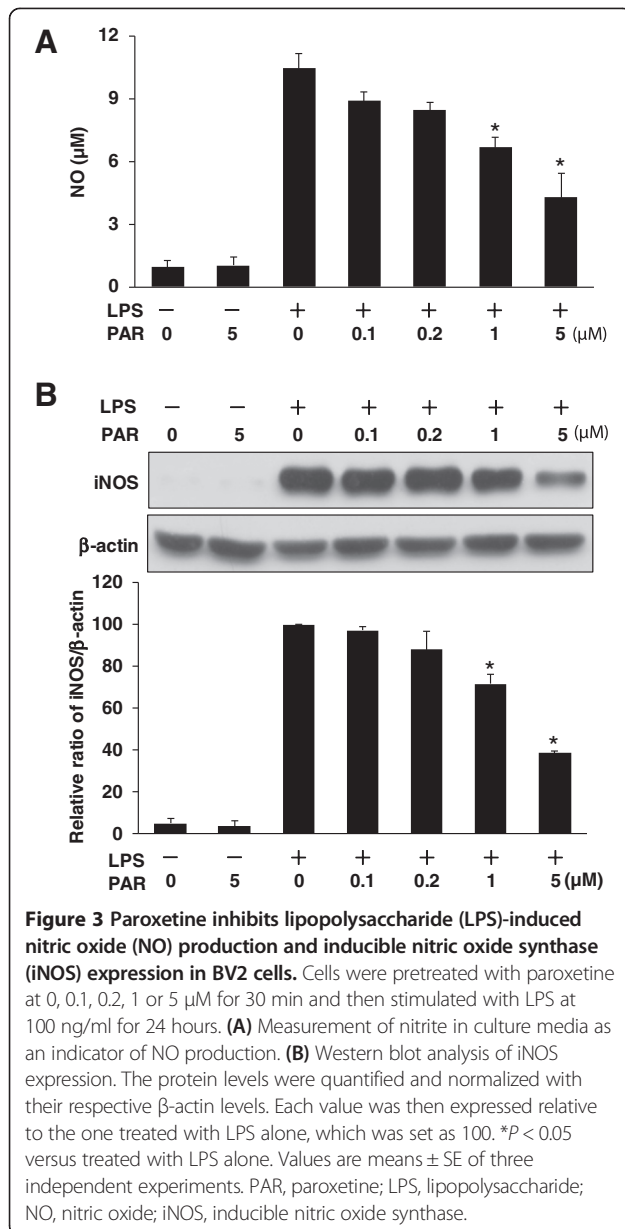 A
12
9
6
3
0
NO (µM)
* *
LPS − − + + + + +
PAR 0 5 0 0.1 0.2 1 5 (µM)
B
LPS − − + + + + +
PAR 0 5 0 0.1 0.2 1 5 (µM)
iNOS
β-actin
120
100
80
60
40
20
0
Relative ratio of iNOS/β-actin
* *
LPS − − + + + + +
PAR 0 5 0 0.1 0.2 1 5 (µM)
Figure 3 Paroxetine inhibits lipopolysaccharide (LPS)-induced
nitric oxide (NO) production and inducible nitric oxide synthase
(iNOS) expression in BV2 cells. Cells were pretreated with paroxetine
at 0, 0.1, 0.2, 1 or 5 µM for 30 min and then stimulated with LPS at
100 ng/ml for 24 hours. (A) Measurement of nitrite in culture media as
an indicator of NO production. (B) Western blot analysis of iNOS
expression. The protein levels were quantified and normalized with
their respective β-actin levels. Each value was then expressed relative
to the one treated with LPS alone, which was set as 100. *P < 0.05
versus treated with LPS alone. Values are means ± SE of three
independent experiments. PAR, paroxetine; LPS, lipopolysaccharide;
NO, nitric oxide; iNOS, inducible nitric oxide synthase.